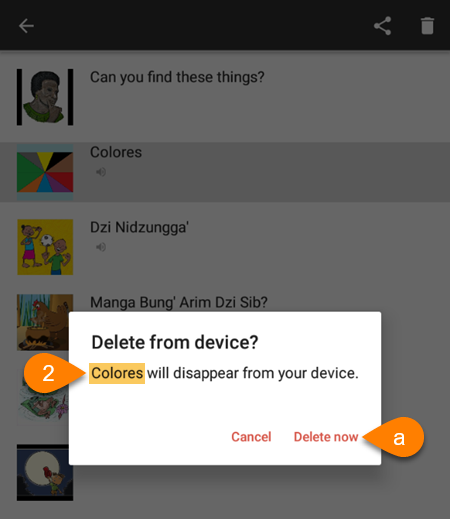 Can you find these things?
Colores
Dzi Nidzungga'
Manga Bung' Arim Dzi Sib?
Delete from device?
2
Colores will disappear from your device.
Cancel
Delete now
a